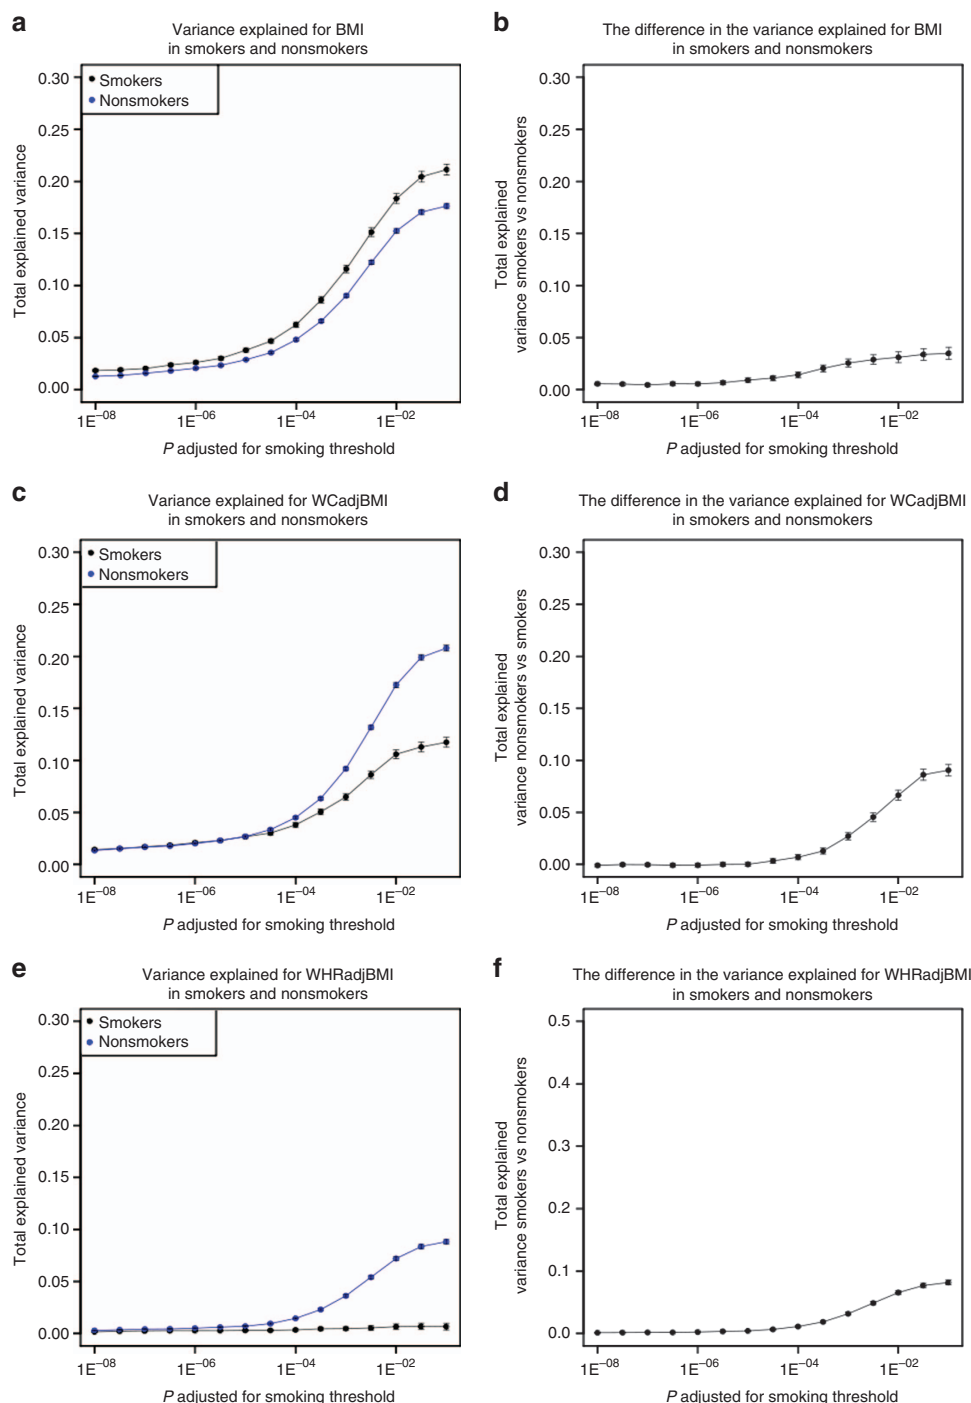 a
Variance explained for BMI
in smokers and nonsmokers
Smokers
Nonsmokers
Total explained variance
0.30
0.25
0.20
0.15
0.10
0.05
0.00
1E−08
1E−06
1E−04
1E−02
P adjusted for smoking threshold
b
The difference in the variance explained for BMI
in smokers and nonsmokers
Total explained
variance smokers vs nonsmokers
0.30
0.25
0.20
0.15
0.10
0.05
0.00
1E−08
1E−06
1E−04
1E−02
P adjusted for smoking threshold
c
Variance explained for WCadjBMI
in smokers and nonsmokers
Smokers
Nonsmokers
Total explained variance
0.30
0.25
0.20
0.15
0.10
0.05
0.00
1E−08
1E−06
1E−04
1E−02
P adjusted for smoking threshold
d
The difference in the variance explained for WCadjBMI
in smokers and nonsmokers
Total explained
variance nonsmokers vs smokers
0.30
0.25
0.20
0.15
0.10
0.05
0.00
1E−08
1E−06
1E−04
1E−02
P adjusted for smoking threshold
e
Variance explained for WHRadjBMI
in smokers and nonsmokers
Smokers
Nonsmokers
Total explained variance
0.30
0.25
0.20
0.15
0.10
0.05
0.00
1E−08
1E−06
1E−04
1E−02
P adjusted for smoking threshold
f
The difference in the variance explained for WHRadjBMI
in smokers and nonsmokers
Total explained
variance smokers vs nonsmokers
0.5
0.4
0.3
0.2
0.1
0.0
1E−08
1E−06
1E−04
1E−02
P adjusted for smoking threshold